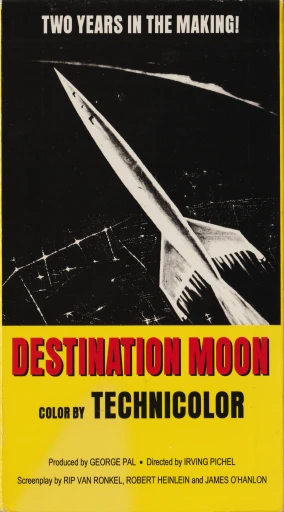 TWO YEARS IN THE MAKING!
DESTINATION MOON
COLOR BY TECHNICOLOR
Produced by GEORGE PAL • Directed by IRVING PICHEL
Screenplay by RIP VAN RONKEL, ROBERT HEINLEIN and JAMES O'HANLON